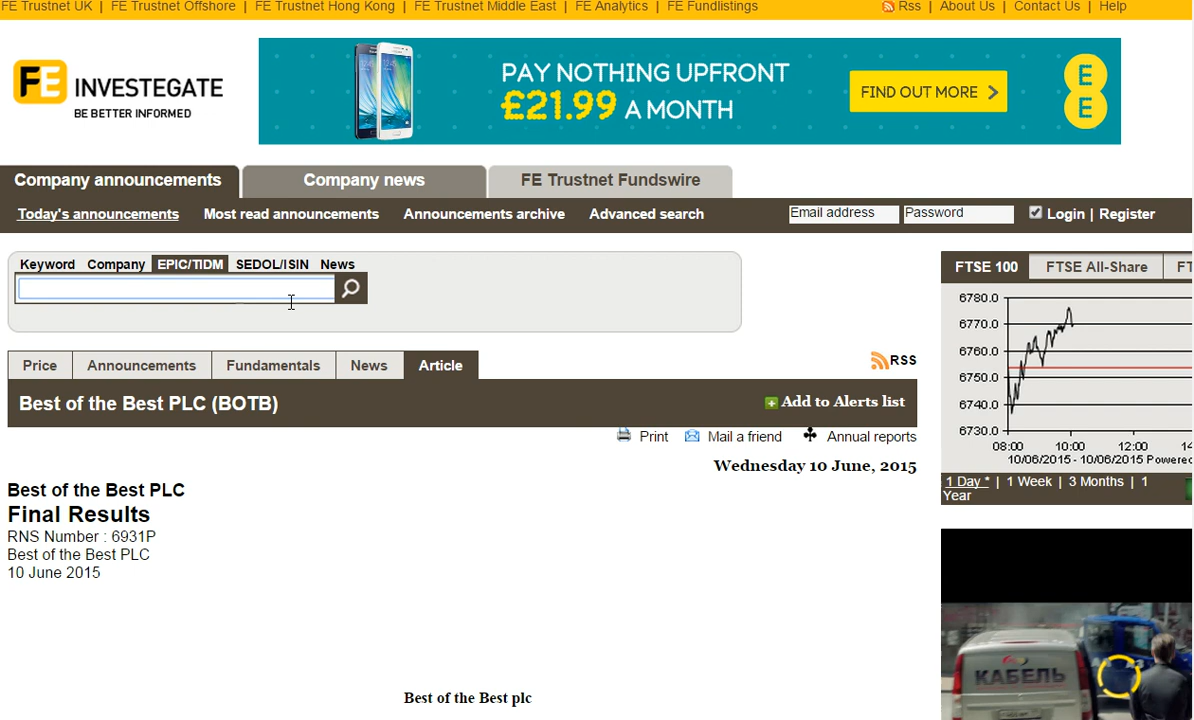 FE Trustnet UK | FE Trustnet Offshore | FE Trustnet Hong Kong | FE Trustnet Middle East | FE Analytics | FE Fundlistings
Rss | About Us | Contact Us | Help
FE INVESTEGATE
BE BETTER INFORMED
PAY NOTHING UPFRONT
£21.99 A MONTH
FIND OUT MORE
EE
Company announcements
Company news
FE Trustnet Fundswire
Today's announcements
Most read announcements
Announcements archive
Advanced search
Email address
Password
Login | Register
Keyword Company EPIC/TIDM SEDOL/ISIN News
FTSE 100
FTSE All-Share
FT
6780.0
6770.0
6760.0
6750.0
6740.0
6730.0
08:00 10:00 12:00 14
10/06/2015 - 10/06/2015 Powerec
1 Day * | 1 Week | 3 Months | 1
Year
Price
Announcements
Fundamentals
News
Article
RSS
Best of the Best PLC (BOTB)
Add to Alerts list
Print
Mail a friend
Annual reports
Wednesday 10 June, 2015
Best of the Best PLC
Final Results
RNS Number : 6931P
Best of the Best PLC
10 June 2015
Best of the Best plc
КАБЕЛЬ